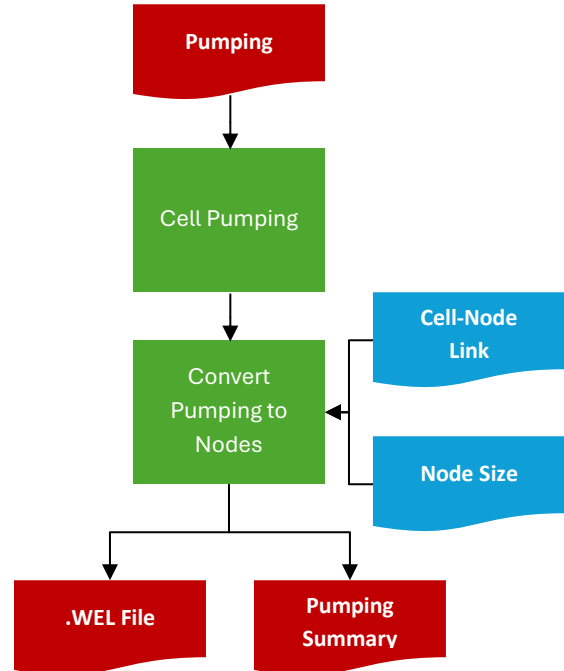 Pumping
Cell Pumping
Cell-Node
Link
Convert
Pumping to
Nodes
Node Size
.WEL File
Pumping
Summary